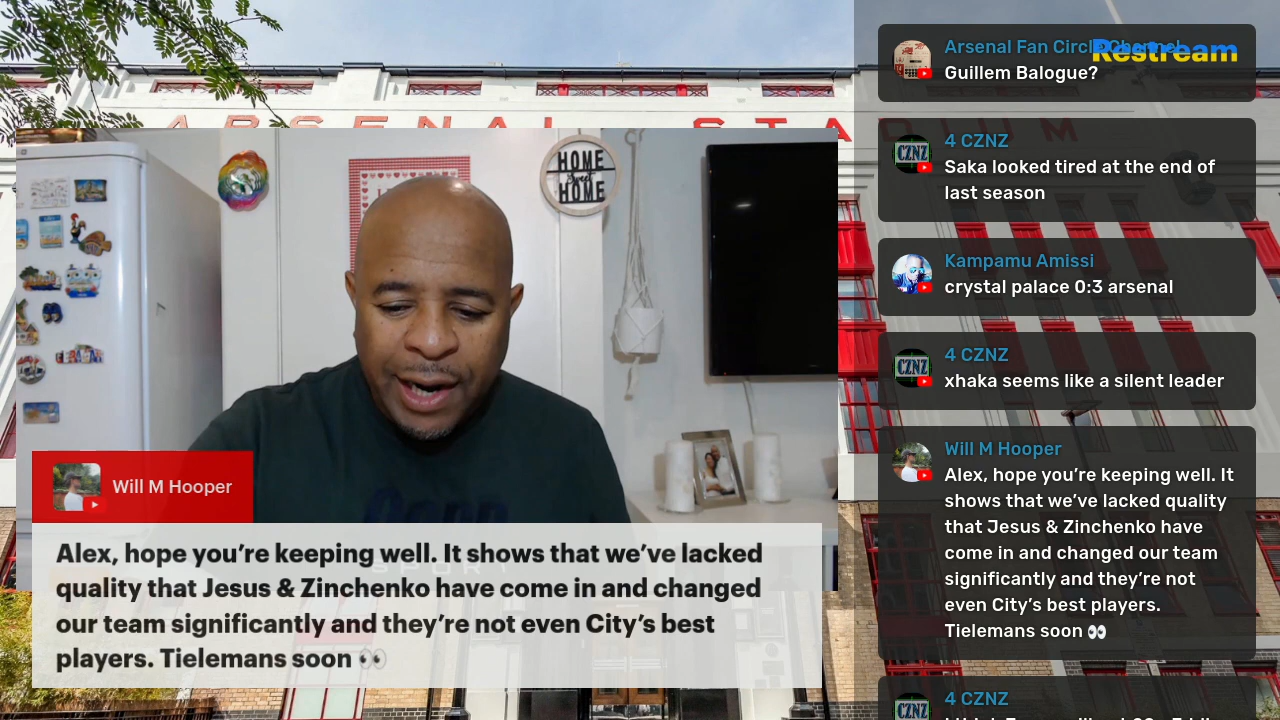 ARSENAL STADIUM
HOME
Sweet
HOME
Will M Hooper
Alex, hope you’re keeping well. It shows that we’ve lacked
quality that Jesus & Zinchenko have come in and changed
our team significantly and they’re not even City’s best
players. Tielemans soon 👀
Restream
Arsenal Fan Circle Channel
Guillem Balogue?
4 CZNZ
Saka looked tired at the end of
last season
Kampamu Amissi
crystal palace 0:3 arsenal
4 CZNZ
xhaka seems like a silent leader
Will M Hooper
Alex, hope you’re keeping well. It
shows that we’ve lacked quality
that Jesus & Zinchenko have
come in and changed our team
significantly and they’re not
even City’s best players.
Tielemans soon 👀
4 CZNZ